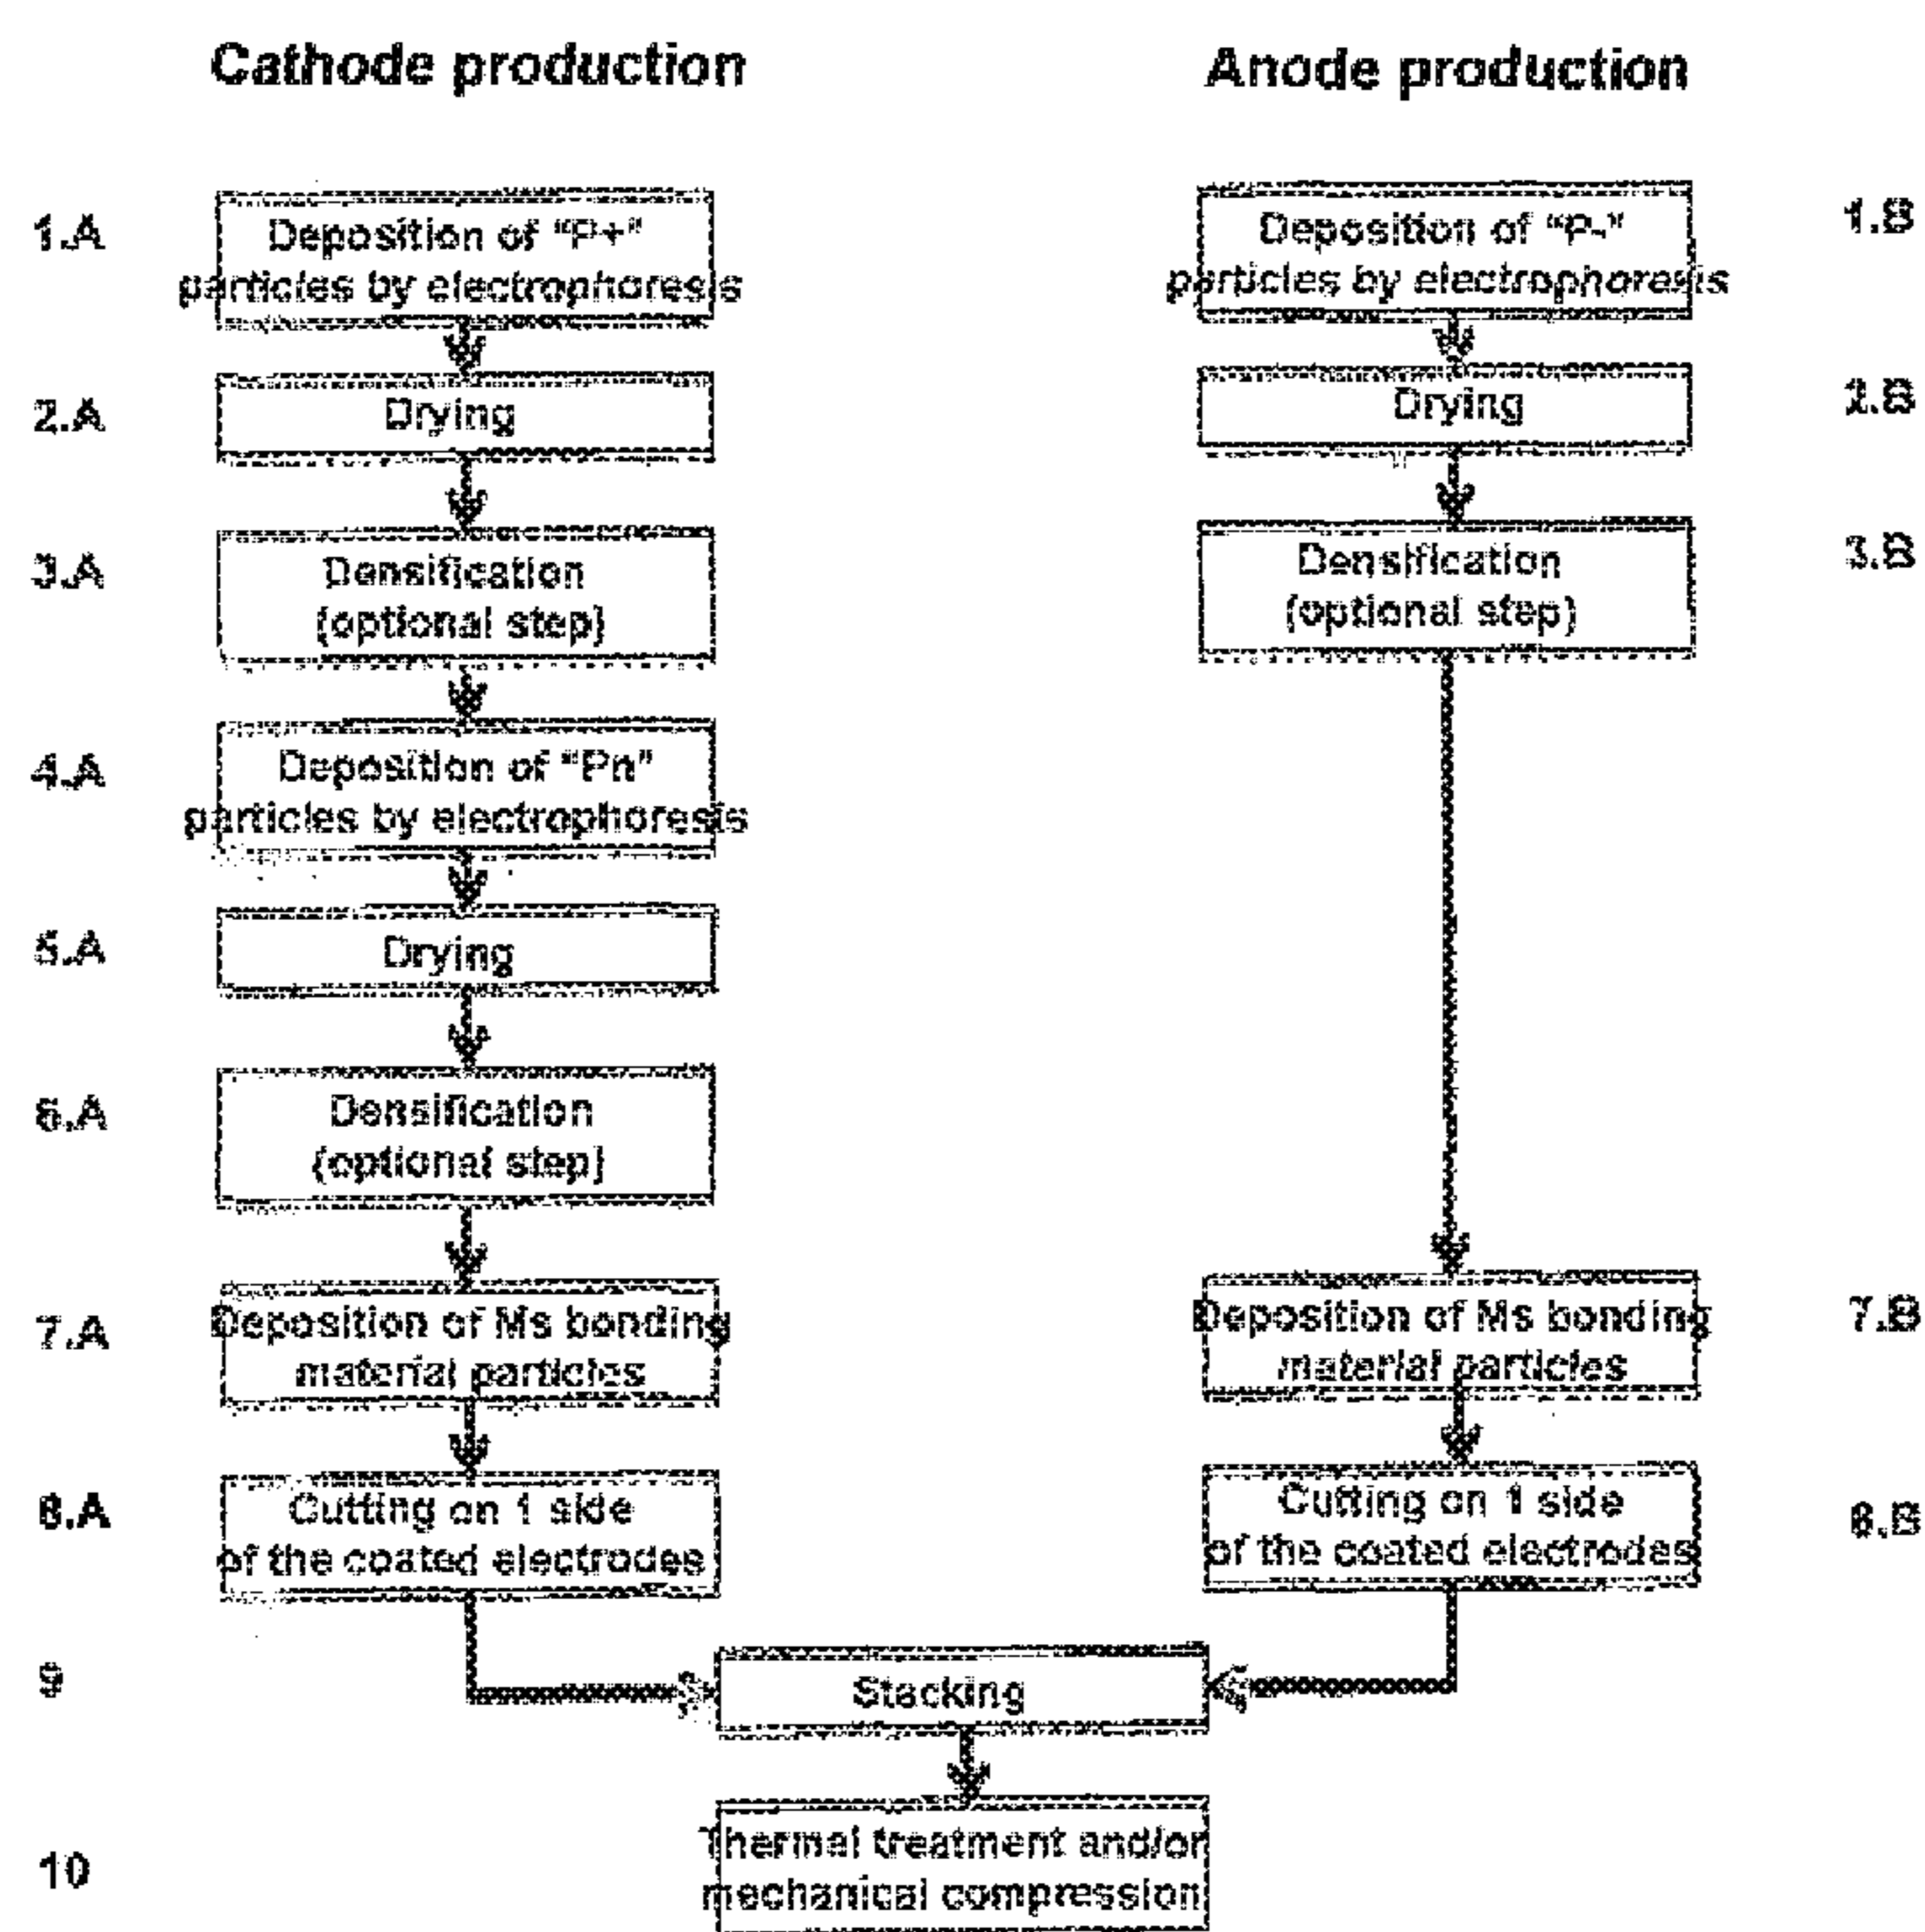 Cathode production
Anode production
1.A
Deposition of "P+"
particles by electrophoresis
Deposition of "P-"
particles by electrophoresis
1.B
2.A
Drying
Drying
2.B
3.A
Densification
(optional step)
Densification
(optional step)
3.B
4.A
Deposition of "Pn"
particles by electrophoresis
5.A
Drying
6.A
Densification
(optional step)
7.A
Deposition of Ms bonding
material particles
Deposition of Ms bonding
material particles
7.B
8.A
Cutting on 1 side
of the coated electrodes
Cutting on 1 side
of the coated electrodes
8.B
9
Stacking
10
Thermal treatment and/or
mechanical compression